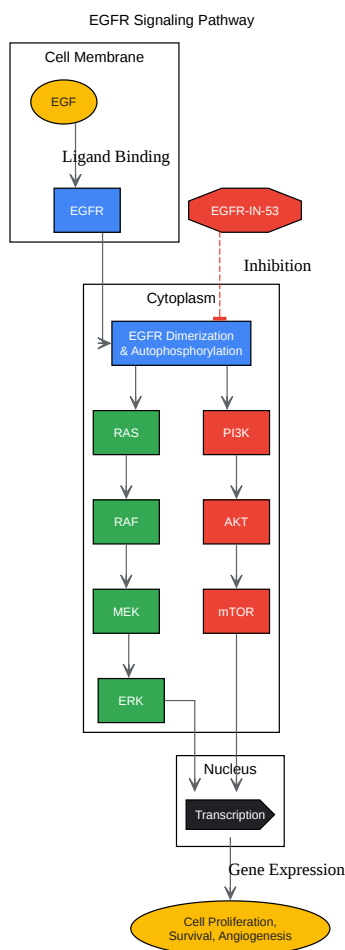 EGFR Signaling Pathway
Cell Membrane
EGF
Ligand Binding
EGFR
EGFR-IN-53
Inhibition
Cytoplasm
EGFR Dimerization
& Autophosphorylation
RAS
PI3K
RAF
AKT
MEK
mTOR
ERK
Nucleus
Transcription
Gene Expression
Cell Proliferation,
Survival, Angiogenesis